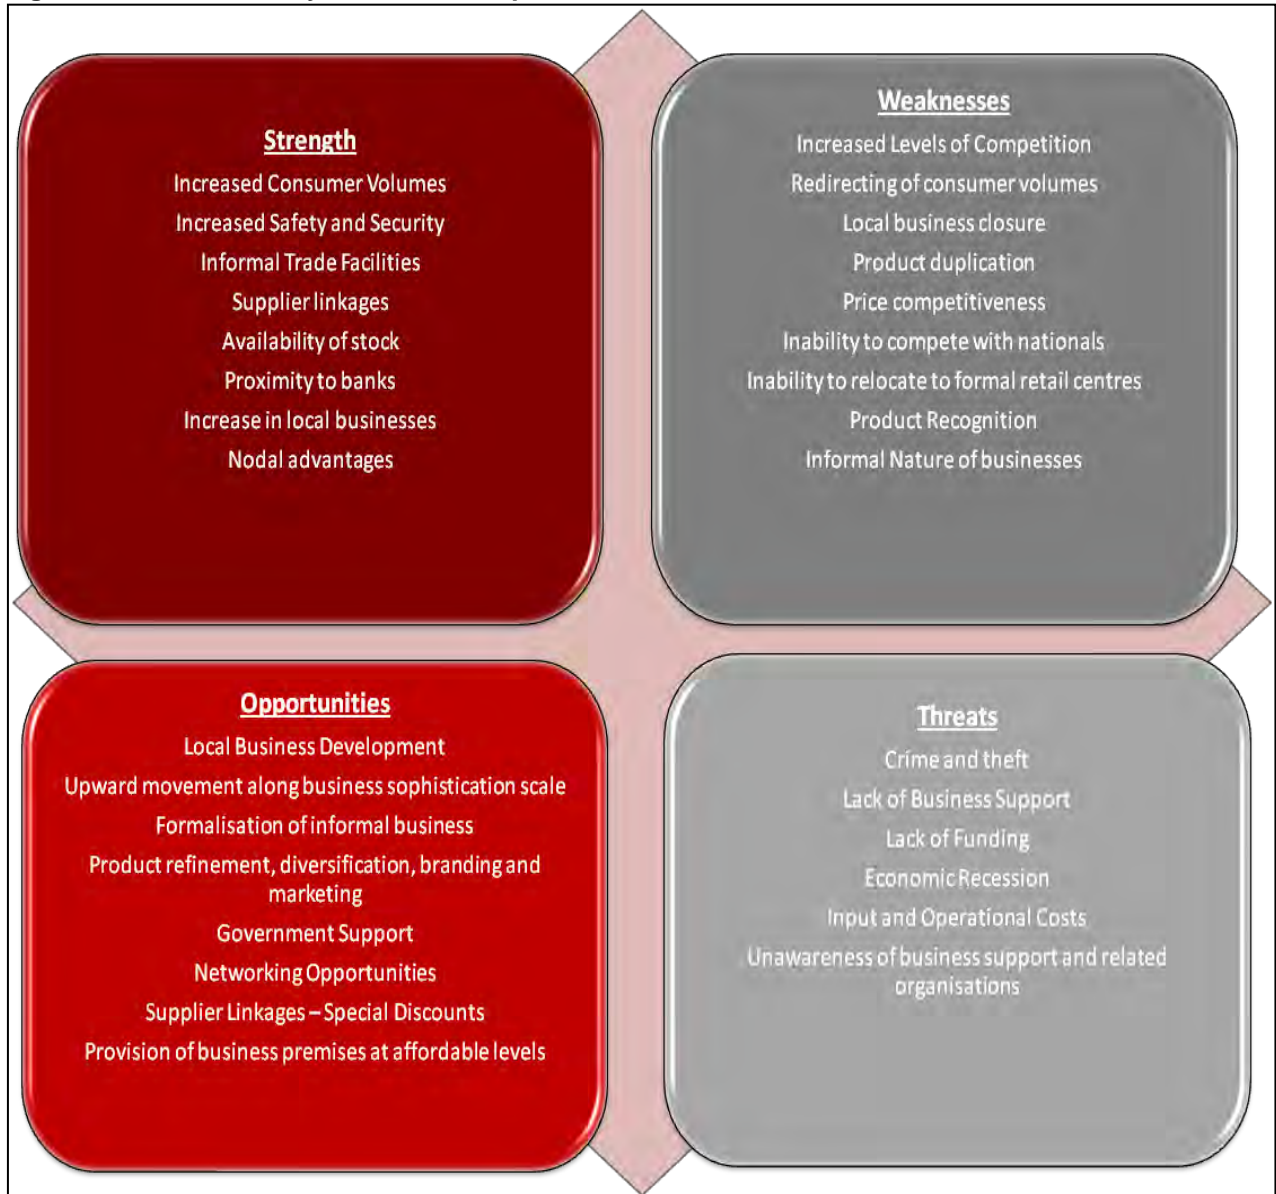 Strength
Increased Consumer Volumes
Increased Safety and Security
Informal Trade Facilities
Supplier linkages
Availability of stock
Proximity to banks
Increase in local businesses
Nodal advantages
Weaknesses
Increased Levels of Competition
Redirecting of consumer volumes
Local business closure
Product duplication
Price competitiveness
Inability to compete with nationals
Inability to relocate to formal retail centres
Product Recognition
Informal Nature of businesses
Opportunities
Local Business Development
Upward movement along business sophistication scale
Formalisation of informal business
Product refinement, diversification, branding and
marketing
Government Support
Networking Opportunities
Supplier Linkages – Special Discounts
Provision of business premises at affordable levels
Threats
Crime and theft
Lack of Business Support
Lack of Funding
Economic Recession
Input and Operational Costs
Unawareness of business support and related
organisations